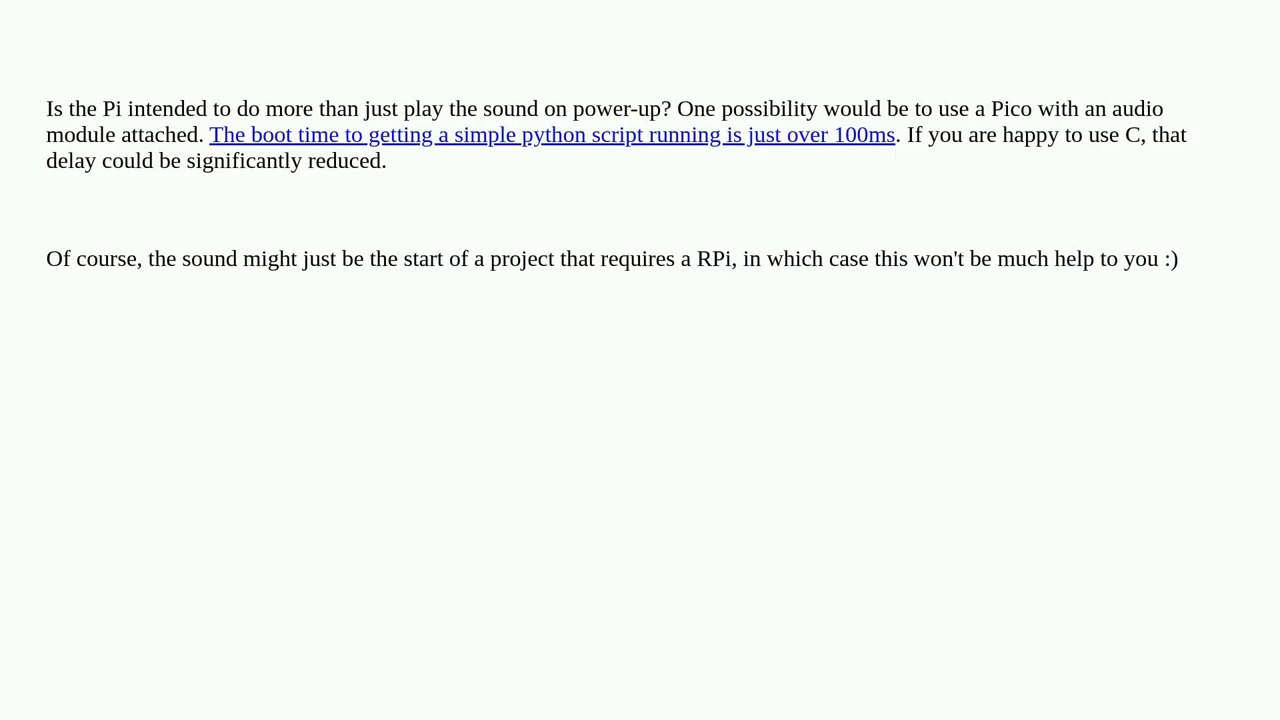 Is the Pi intended to do more than just play the sound on power-up? One possibility would be to use a Pico with an audio
module attached. The boot time to getting a simple python script running is just over 100ms. If you are happy to use C, that
delay could be significantly reduced.
Of course, the sound might just be the start of a project that requires a RPi, in which case this won't be much help to you :)